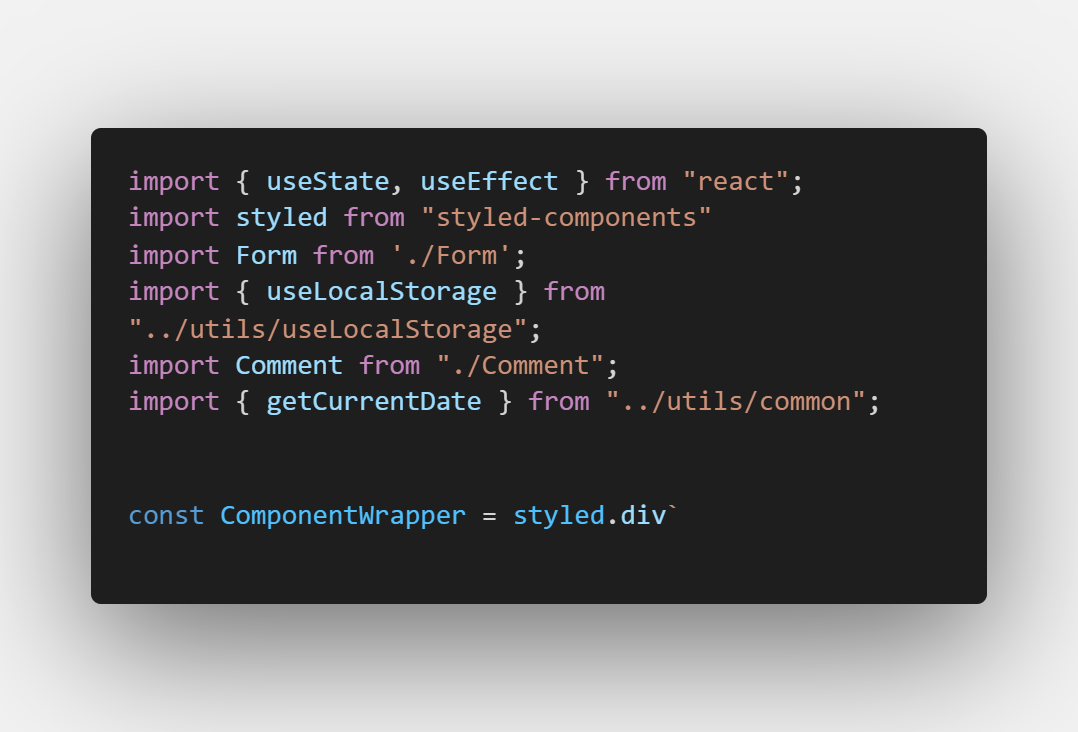 import { useState, useEffect } from "react";
import styled from "styled-components"
import Form from './Form';
import { useLocalStorage } from
"../utils/useLocalStorage";
import Comment from "./Comment";
import { getCurrentDate } from "../utils/common";
const ComponentWrapper = styled.div`